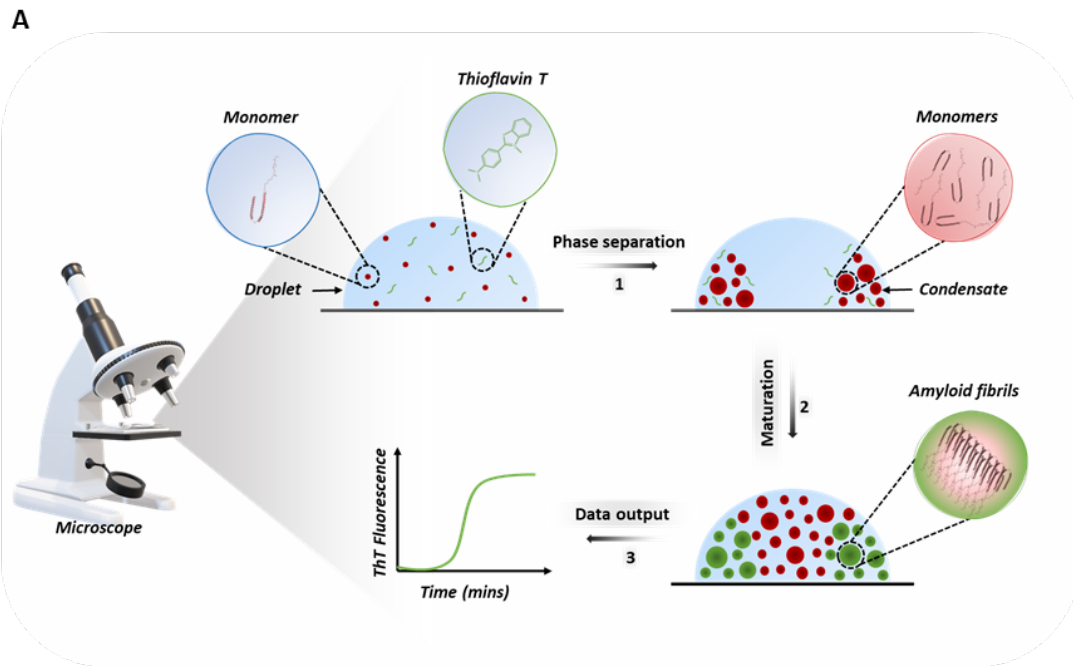 A
Thioflavin T
Monomer
Monomers
Phase separation
1
Droplet
Condensate
Maturation
2
Amyloid fibrils
Data output
3
ThT Fluorescence
Time (mins)
Microscope